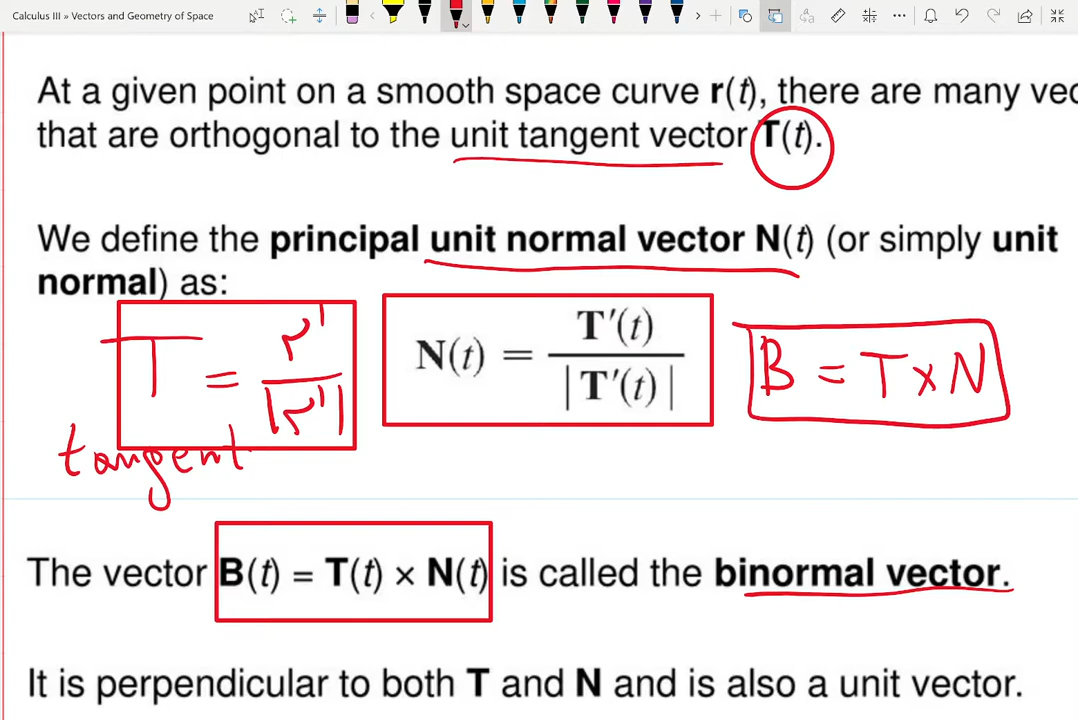 Calculus III » Vectors and Geometry of Space
At a given point on a smooth space curve r(t), there are many vec
that are orthogonal to the unit tangent vector T(t).
We define the principal unit normal vector N(t) (or simply unit
normal) as:
T = r' / |r'|
tangent
N(t) = T′(t) / |T′(t)|
B = T × N
The vector B(t) = T(t) × N(t) is called the binormal vector.
It is perpendicular to both T and N and is also a unit vector.